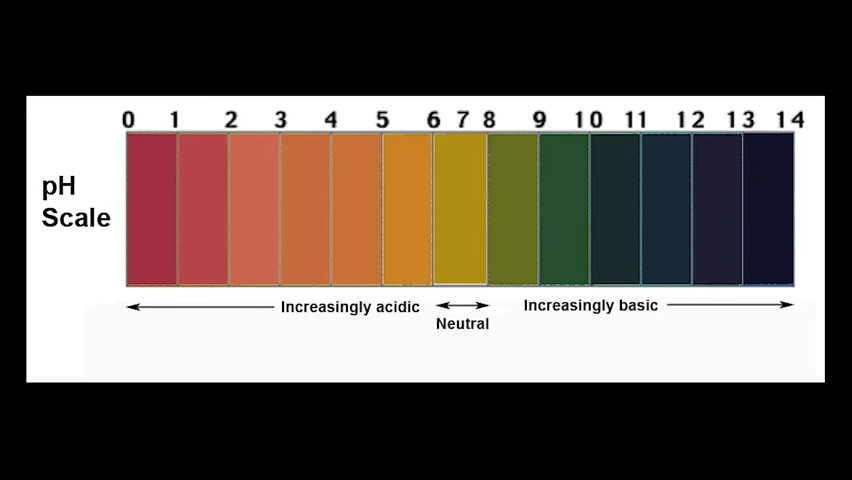 0 1 2 3 4 5 6 7 8 9 10 11 12 13 14
pH
Scale
Increasingly acidic
Increasingly basic
Neutral